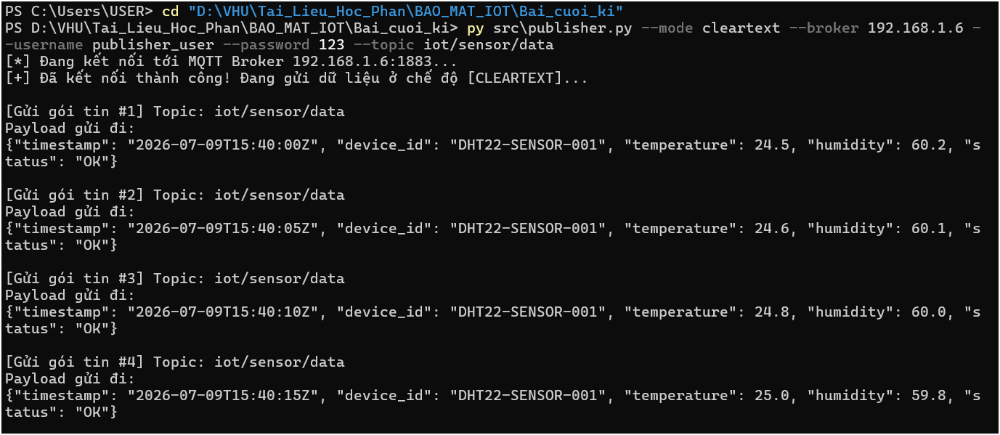 PS C:\Users\USER> cd "D:\VHU\Tai_Lieu_Hoc_Phan\BAO_MAT_IOT\Bai_cuoi_ki"
PS D:\VHU\Tai_Lieu_Hoc_Phan\BAO_MAT_IOT\Bai_cuoi_ki> py src\publisher.py --mode cleartext --broker 192.168.1.6 -
-username publisher_user --password 123 --topic iot/sensor/data
[*] Đang kết nối tới MQTT Broker 192.168.1.6:1883...
[+] Đã kết nối thành công! Đang gửi dữ liệu ở chế độ [CLEARTEXT]...
[Gửi gói tin #1] Topic: iot/sensor/data
Payload gửi đi:
{"timestamp": "2026-07-09T15:40:00Z", "device_id": "DHT22-SENSOR-001", "temperature": 24.5, "humidity": 60.2, "s
tatus": "OK"}
[Gửi gói tin #2] Topic: iot/sensor/data
Payload gửi đi:
{"timestamp": "2026-07-09T15:40:05Z", "device_id": "DHT22-SENSOR-001", "temperature": 24.6, "humidity": 60.1, "s
tatus": "OK"}
[Gửi gói tin #3] Topic: iot/sensor/data
Payload gửi đi:
{"timestamp": "2026-07-09T15:40:10Z", "device_id": "DHT22-SENSOR-001", "temperature": 24.8, "humidity": 60.0, "s
tatus": "OK"}
[Gửi gói tin #4] Topic: iot/sensor/data
Payload gửi đi:
{"timestamp": "2026-07-09T15:40:15Z", "device_id": "DHT22-SENSOR-001", "temperature": 25.0, "humidity": 59.8, "s
tatus": "OK"}